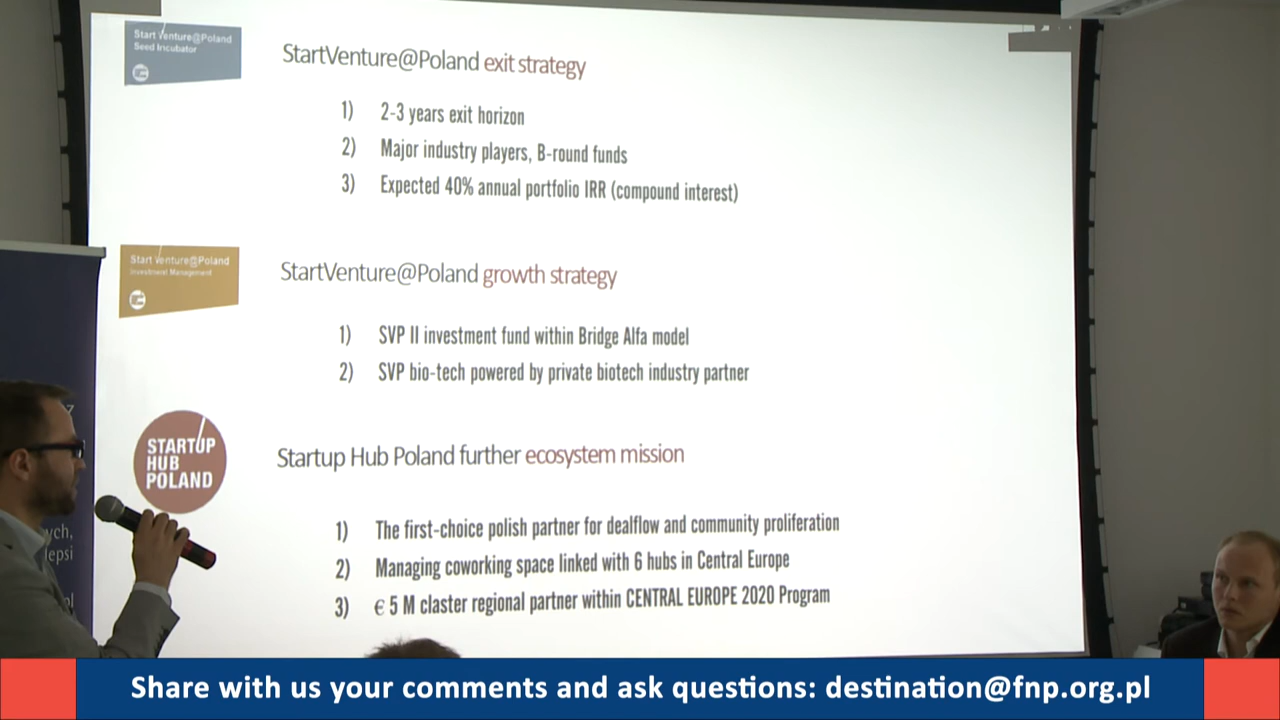 Start Venture@Poland
Seed Incubator
StartVenture@Poland exit strategy
1) 2-3 years exit horizon
2) Major industry players, B-round funds
3) Expected 40% annual portfolio IRR (compound interest)
Start Venture@Poland
Investment Management
StartVenture@Poland growth strategy
1) SVP II investment fund within Bridge Alfa model
2) SVP bio-tech powered by private biotech industry partner
STARTUP
HUB
POLAND
Startup Hub Poland further ecosystem mission
1) The first-choice polish partner for dealflow and community proliferation
2) Managing coworking space linked with 6 hubs in Central Europe
3) € 5 M claster regional partner within CENTRAL EUROPE 2020 Program
ych,
lepsi
Share with us your comments and ask questions: destination@fnp.org.pl